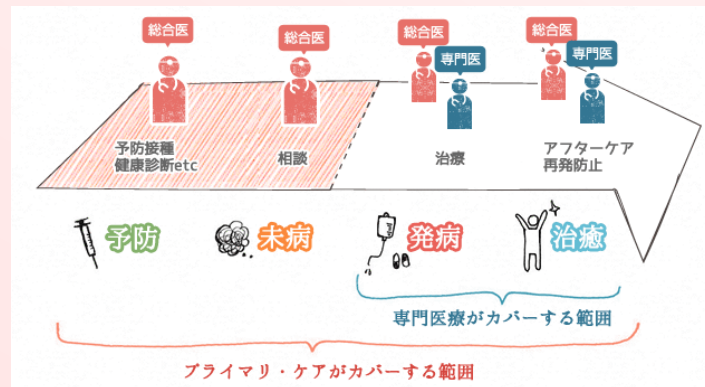 総合医
総合医
総合医
専門医
総合医
専門医
予防接種
健康診断etc
相談
治療
アフターケア
再発防止
予防
未病
発病
治癒
専門医療がカバーする範囲
プライマリ・ケアがカバーする範囲